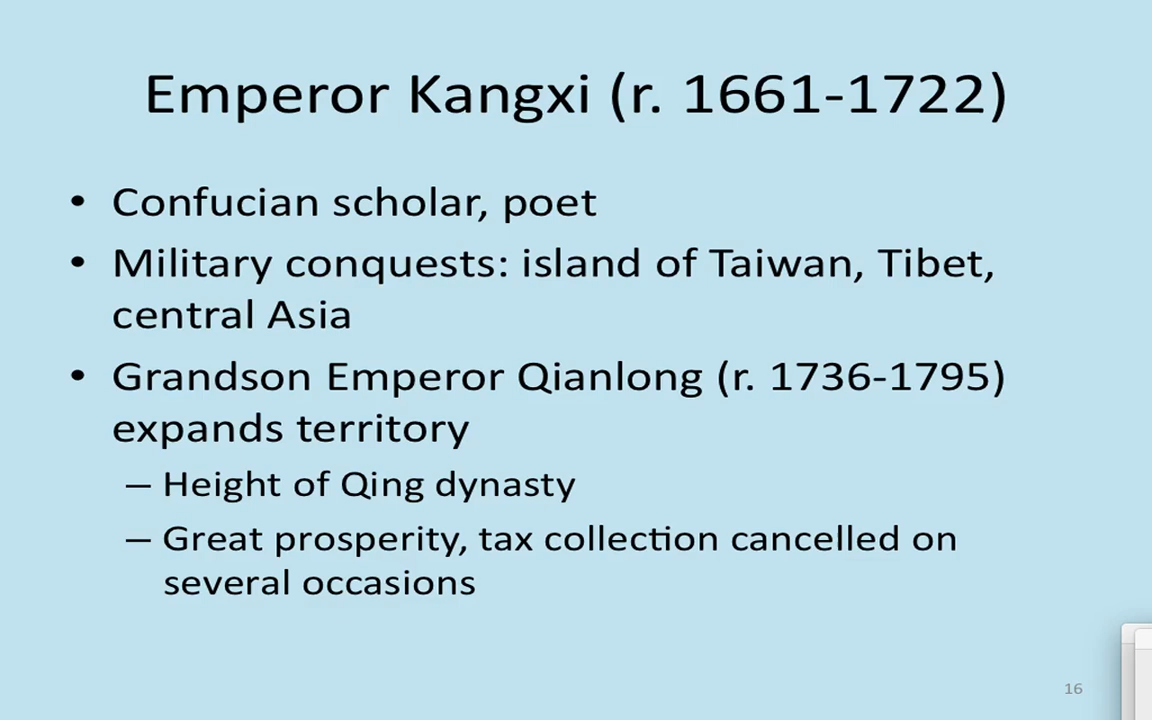 Emperor Kangxi (r. 1661-1722)
• Confucian scholar, poet
• Military conquests: island of Taiwan, Tibet,
central Asia
• Grandson Emperor Qianlong (r. 1736-1795)
expands territory
– Height of Qing dynasty
– Great prosperity, tax collection cancelled on
several occasions
16